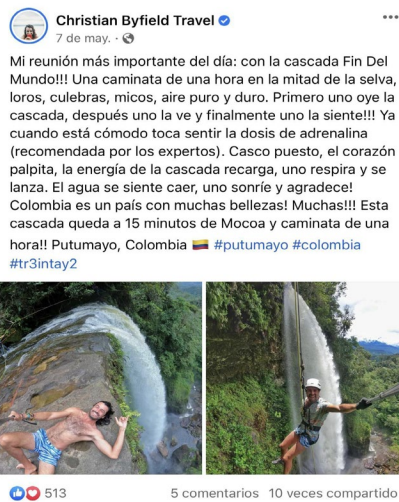 Christian Byfield Travel
7 de may.
Mi reunión más importante del día: con la cascada Fin Del
Mundo!!! Una caminata de una hora en la mitad de la selva,
loros, culebras, micos, aire puro y duro. Primero uno oye la
cascada, después uno la ve y finalmente uno la siente!!! Ya
cuando está cómodo toca sentir la dosis de adrenalina
(recomendada por los expertos). Casco puesto, el corazón
palpita, la energía de la cascada recarga, uno respira y se
lanza. El agua se siente caer, uno sonríe y agradece!
Colombia es un país con muchas bellezas! Muchas!!! Esta
cascada queda a 15 minutos de Mocoa y caminata de una
hora!! Putumayo, Colombia 🇨🇴 #putumayo #colombia
#tr3intay2
513
5 comentarios 10 veces compartido